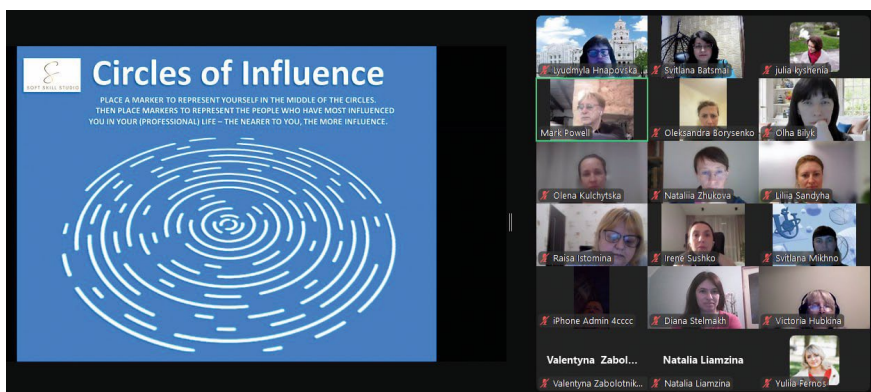 SOFT SKILL STUDIO
Circles of Influence
PLACE A MARKER TO REPRESENT YOURSELF IN THE MIDDLE OF THE CIRCLES.
THEN PLACE MARKERS TO REPRESENT THE PEOPLE WHO HAVE MOST INFLUENCED
YOU IN YOUR (PROFESSIONAL) LIFE – THE NEARER TO YOU, THE MORE INFLUENCE.
Lyudmyla Hnapovska ...
Svitlana Batsmai
julia kyshenia
Mark Powell
Oleksandra Borysenko
Olha Bilyk
Olena Kulchytska
Nataliia Zhukova
Liliia Sandyha
Raisa Istomina
Irene Sushko
Svitlana Mikhno
iPhone Admin 4cccc
Diana Stelmakh
Victoria Hubkina
Valentyna Zabol...
Natalia Liamzina
Valentyna Zabolotnik...
Natalia Liamzina
Yuliia Fernos